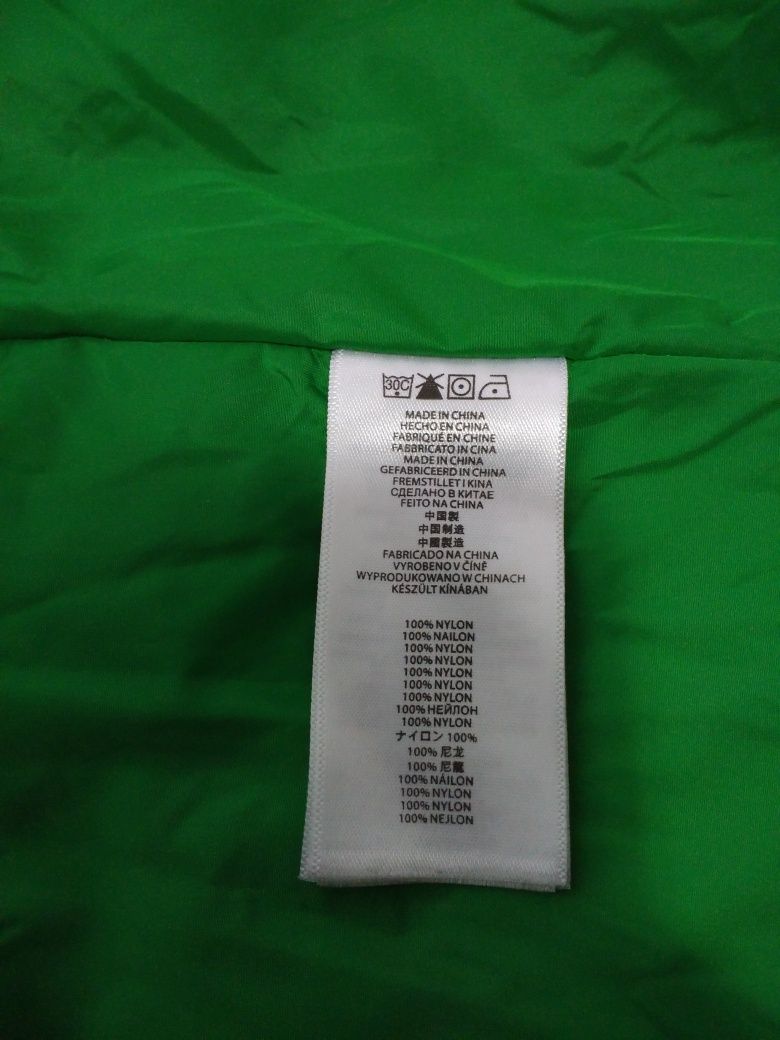 30C
MADE IN CHINA
HECHO EN CHINA
FABRIQUÉ EN CHINE
FABBRICATO IN CINA
MADE IN CHINA
GEFABRICEERD IN CHINA
FREMSTILLET I KINA
СДЕЛАНО В КИТАЕ
FEITO NA CHINA
中国製
中国制造
中國製造
FABRICADO NA CHINA
VYROBENO V ČÍNĚ
WYPRODUKOWANO W CHINACH
KÉSZÜLT KÍNÁBAN
100% NYLON
100% NAILON
100% NYLON
100% NYLON
100% NYLON
100% NYLON
100% NYLON
100% НЕЙЛОН
100% NYLON
ナイロン 100%
100% 尼龙
100% 尼龍
100% NÁILON
100% NYLON
100% NYLON
100% NEJLON